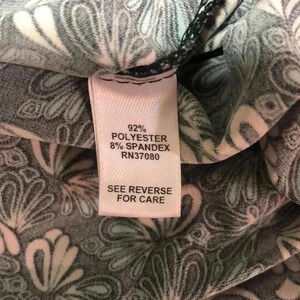 92%
POLYESTER
8% SPANDEX
RN37080
SEE REVERSE
FOR CARE